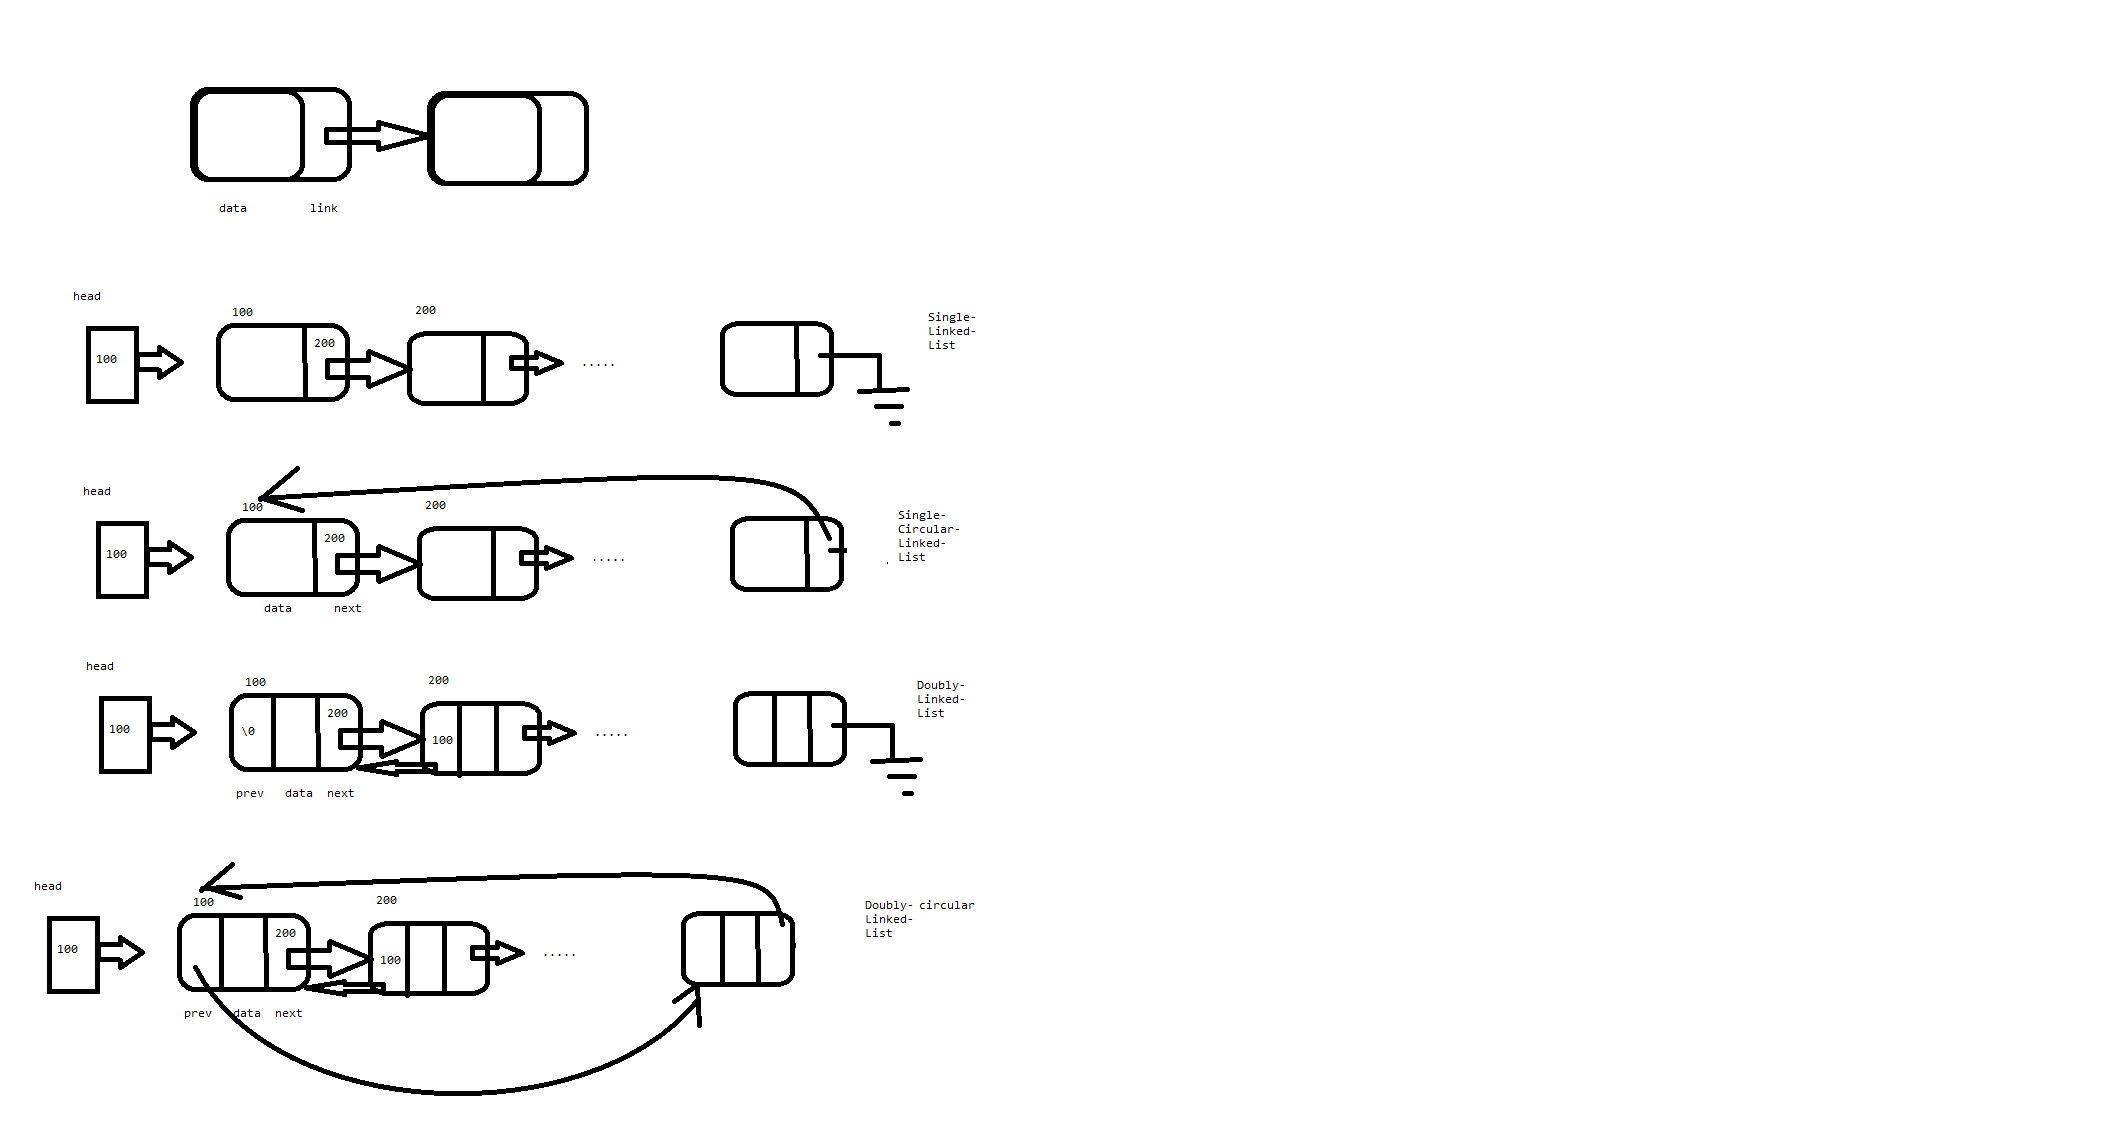 data link
head
100
200
Single-
Linked-
List
200
100
.....
head
100
200
Single-
Circular-
Linked-
List
200
100
.....
data next
head
100
200
Doubly-
Linked-
List
200
100
\0
100
.....
prev data next
head
100
200
Doubly- circular
Linked-
List
200
100
100
.....
prev data next